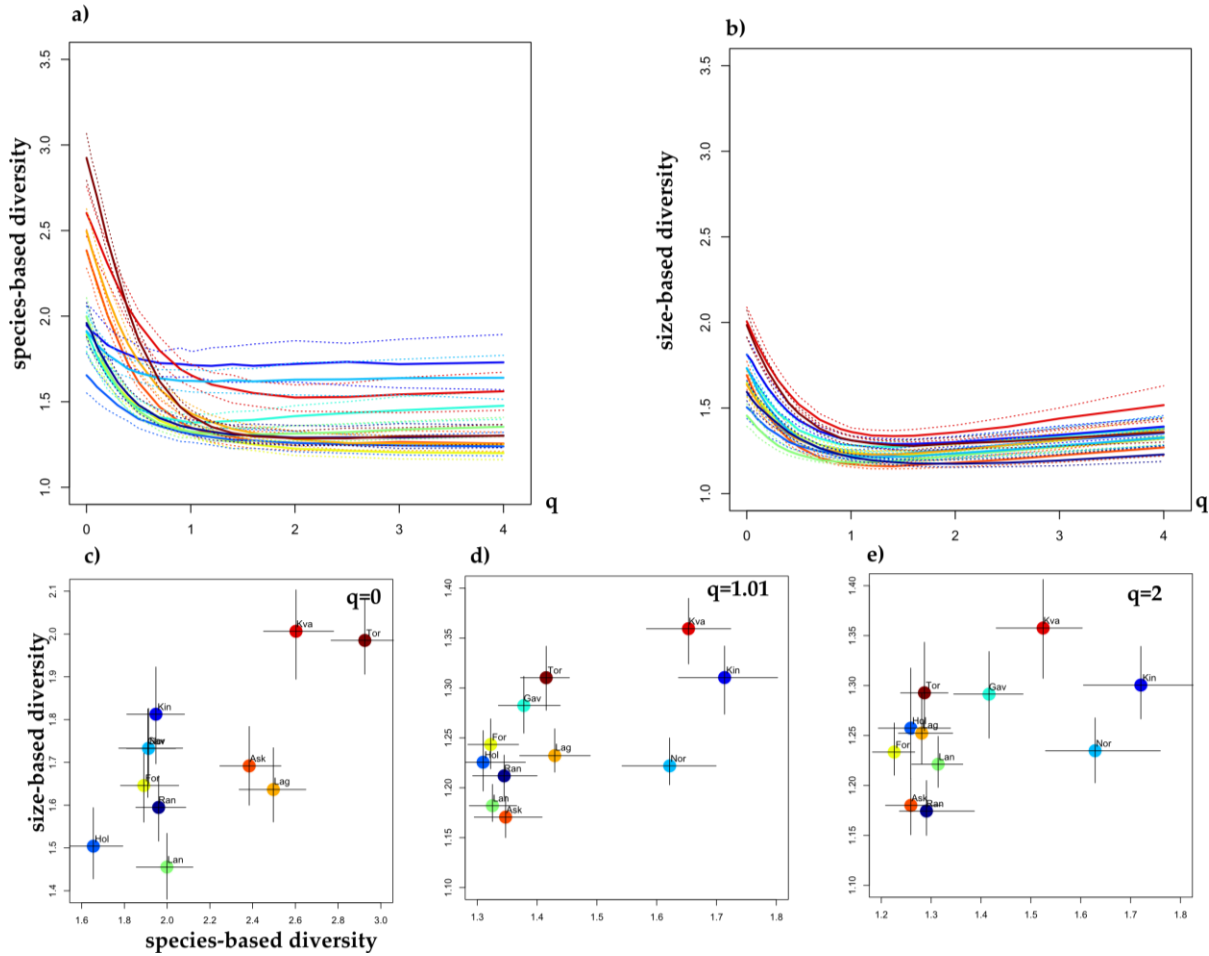 a)
species-based diversity
3.5
3.0
2.5
2.0
1.5
1.0
0
1
2
3
4
q
b)
size-based diversity
3.5
3.0
2.5
2.0
1.5
1.0
0
1
2
3
4
q
c)
q=0
size-based diversity
2.1
2.0
1.9
1.8
1.7
1.6
1.5
1.4
Kva
Tor
Kin
For
Ran
Ask
Lag
Hol
Lan
1.6
1.8
2.0
2.2
2.4
2.6
2.8
3.0
species-based diversity
d)
q=1.01
1.40
1.35
1.30
1.25
1.20
1.15
1.10
Kva
Tor
Kin
Gav
For
Lag
Hol
Nor
Ran
Lan
Ask
1.3
1.4
1.5
1.6
1.7
1.8
e)
q=2
1.40
1.35
1.30
1.25
1.20
1.15
1.10
Kva
Tor
Gav
Kin
Hol
Lag
For
Nor
Lan
Ask
Ran
1.2
1.3
1.4
1.5
1.6
1.7
1.8